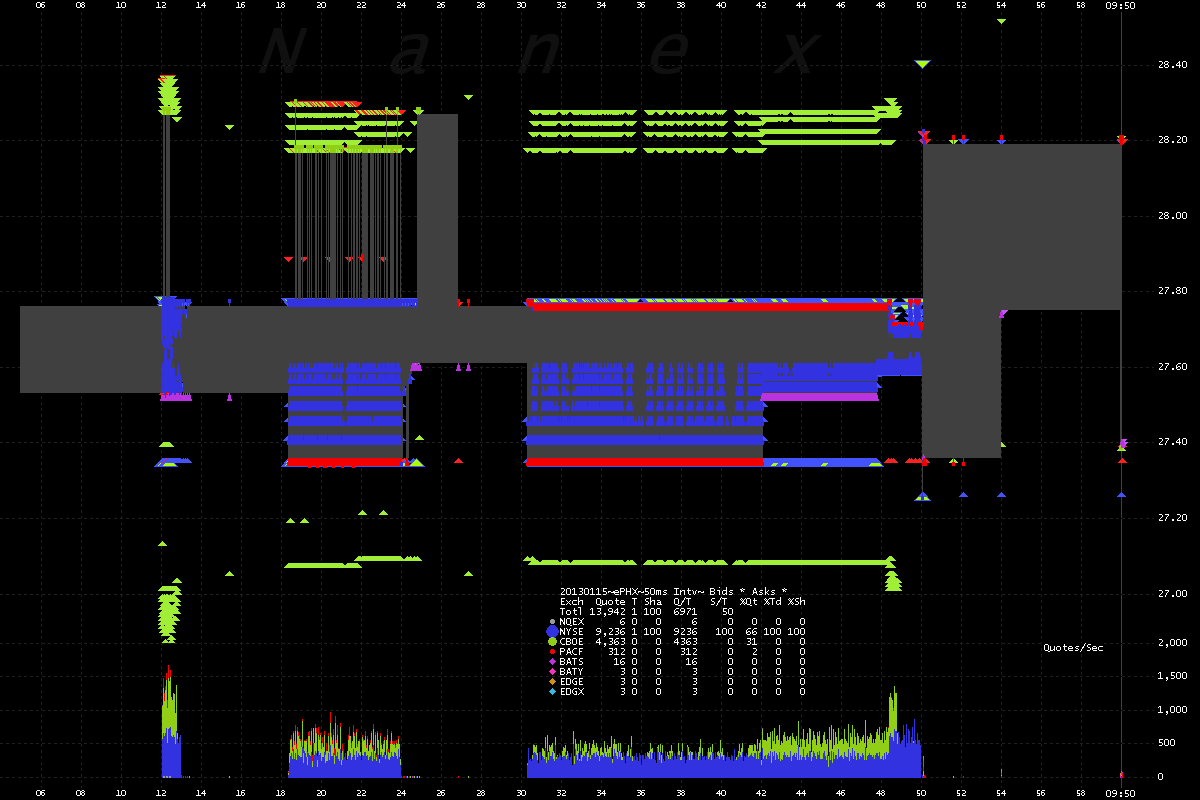 06 08 10 12 14 16 18 20 22 24 26 28 30 32 34 36 38 40 42 44 46 48 50 52 54 56 58 09:50
N a n e x
28.40
28.20
28.00
27.80
27.60
27.40
27.20
27.00
20130115~ePHX~50ms Intv~ Bids * Asks *
Exch Quote T Sha Q/T S/T %Qt %Td %Sh
Totl 13,942 1 100 6971 50
NQEX 6 0 0 6 0 0 0 0
NYSE 9,236 1 100 9236 100 66 100 100
CBOE 4,363 0 0 4363 0 31 0 0
PACF 312 0 0 312 0 2 0 0
BATS 16 0 0 16 0 0 0 0
BATY 3 0 0 3 0 0 0 0
EDGE 3 0 0 3 0 0 0 0
EDGX 3 0 0 3 0 0 0 0
2,000
Quotes/Sec
1,500
1,000
500
0
06 08 10 12 14 16 18 20 22 24 26 28 30 32 34 36 38 40 42 44 46 48 50 52 54 56 58 09:50